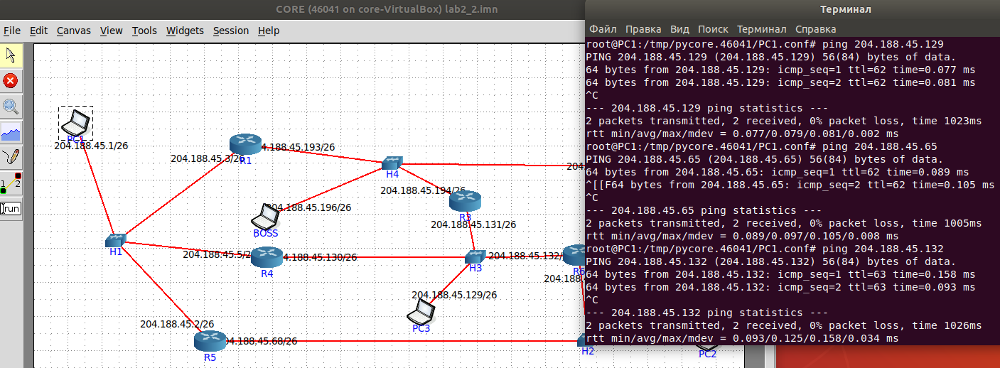 CORE (46041 on core-VirtualBox) lab2_2.imn
File Edit Canvas View Tools Widgets Session Help
PC1
204.188.45.1/26
204.188.45.3/26
R1
4.188.45.193/26
H4
204.
204.188.45.194/26
204.188.45.196/26
BOSS
R3
204.188.45.131/26
H1
204.188.45.5/2
R4
4.188.45.130/26
H3
204.188.45.132/
R6
204.188
204.188.45.129/26
PC3
204.188.45.2/26
R5
4.188.45.68/26
H2
PC2
1 2
run
Терминал
Файл Правка Вид Поиск Терминал Справка
root@PC1:/tmp/pycore.46041/PC1.conf# ping 204.188.45.129
PING 204.188.45.129 (204.188.45.129) 56(84) bytes of data.
64 bytes from 204.188.45.129: icmp_seq=1 ttl=62 time=0.077 ms
64 bytes from 204.188.45.129: icmp_seq=2 ttl=62 time=0.081 ms
^C
--- 204.188.45.129 ping statistics ---
2 packets transmitted, 2 received, 0% packet loss, time 1023ms
rtt min/avg/max/mdev = 0.077/0.079/0.081/0.002 ms
root@PC1:/tmp/pycore.46041/PC1.conf# ping 204.188.45.65
PING 204.188.45.65 (204.188.45.65) 56(84) bytes of data.
64 bytes from 204.188.45.65: icmp_seq=1 ttl=62 time=0.089 ms
^[[F64 bytes from 204.188.45.65: icmp_seq=2 ttl=62 time=0.105 ms
^C
--- 204.188.45.65 ping statistics ---
2 packets transmitted, 2 received, 0% packet loss, time 1005ms
rtt min/avg/max/mdev = 0.089/0.097/0.105/0.008 ms
root@PC1:/tmp/pycore.46041/PC1.conf# ping 204.188.45.132
PING 204.188.45.132 (204.188.45.132) 56(84) bytes of data.
64 bytes from 204.188.45.132: icmp_seq=1 ttl=63 time=0.158 ms
64 bytes from 204.188.45.132: icmp_seq=2 ttl=63 time=0.093 ms
^C
--- 204.188.45.132 ping statistics ---
2 packets transmitted, 2 received, 0% packet loss, time 1026ms
rtt min/avg/max/mdev = 0.093/0.125/0.158/0.034 ms